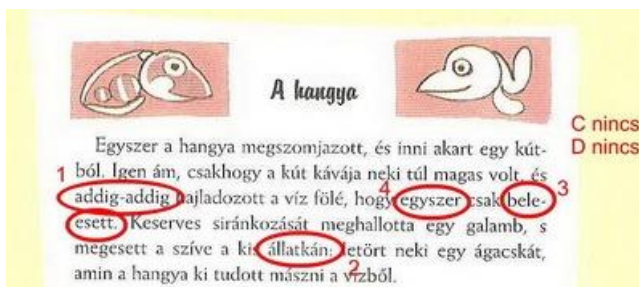 A hangya
C nincs
D nincs
Egyszer a hangya megszomjazott, és inni akart egy kút-
ból. Igen ám, csakhogy a kút kávája neki túl magas volt, és
1
addig-addig hajladozott a víz fölé, hogy egyszer csak bele-
4
3
esett. Keserves siránkozását meghallotta egy galamb, s
megesett a szíve a kis állatkán: letört neki egy ágacskát,
2
amin a hangya ki tudott mászni a vízből.